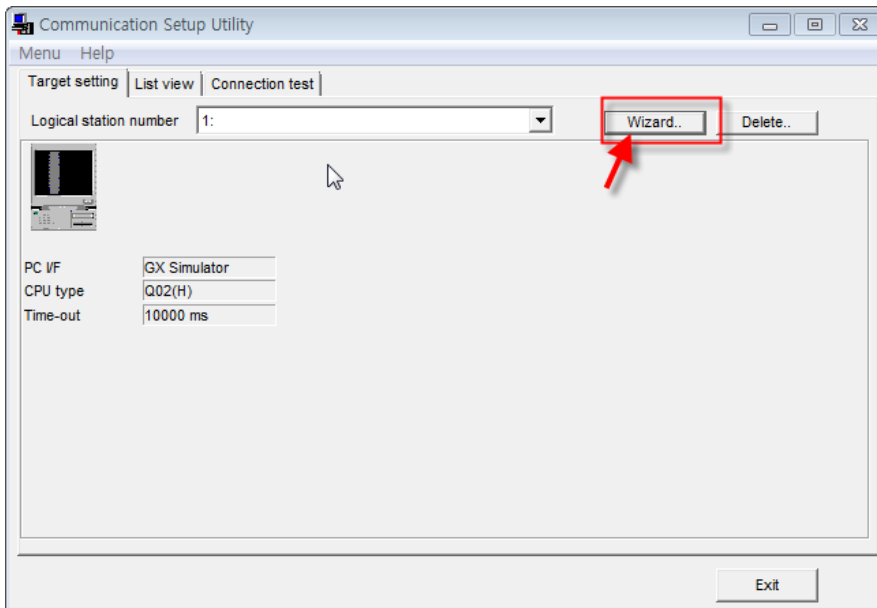 Communication Setup Utility
Menu Help
Target setting List view Connection test
Logical station number 1: Wizard.. Delete..
PC I/F GX Simulator
CPU type Q02(H)
Time-out 10000 ms
Exit